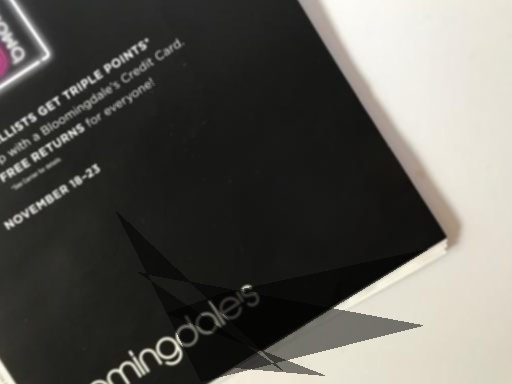 LLISTS GET TRIPLE POINTS*
p with a Bloomingdale's Credit Card.
FREE RETURNS for everyone!
NOVEMBER 18-23
omingdale's